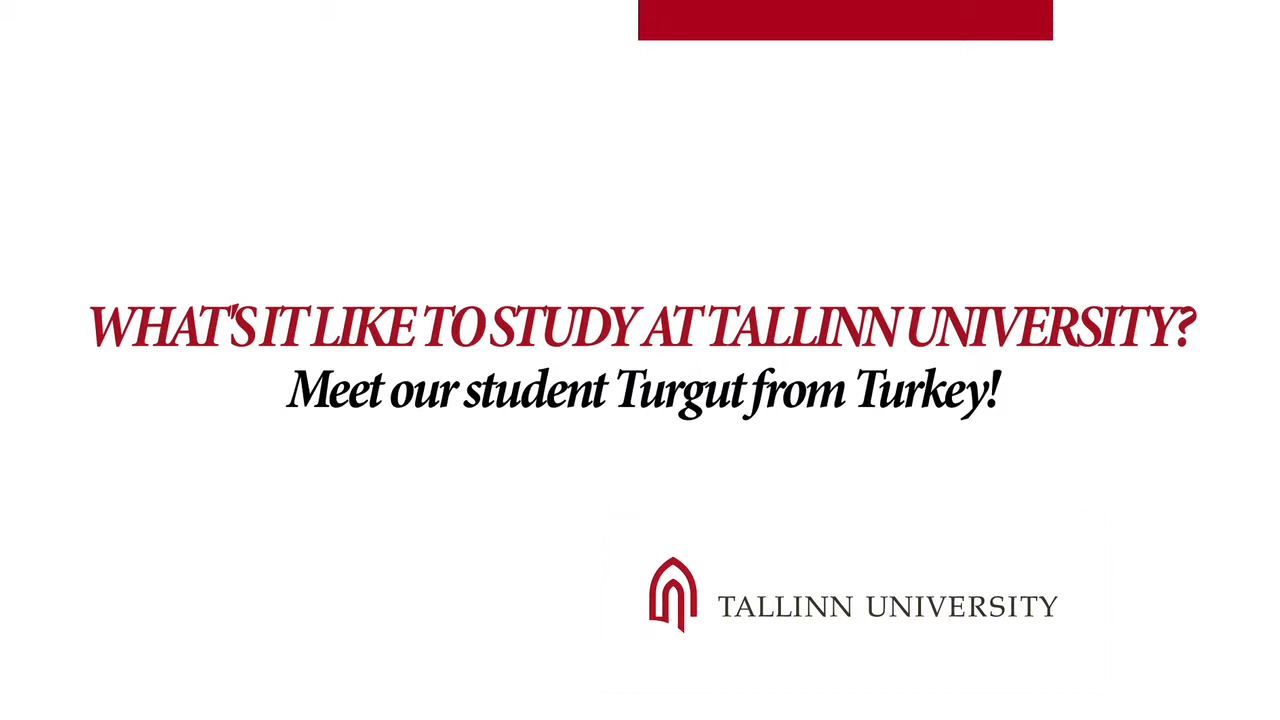 WHAT'S IT LIKE TO STUDY AT TALLINN UNIVERSITY?
Meet our student Turgut from Turkey!
TALLINN UNIVERSITY